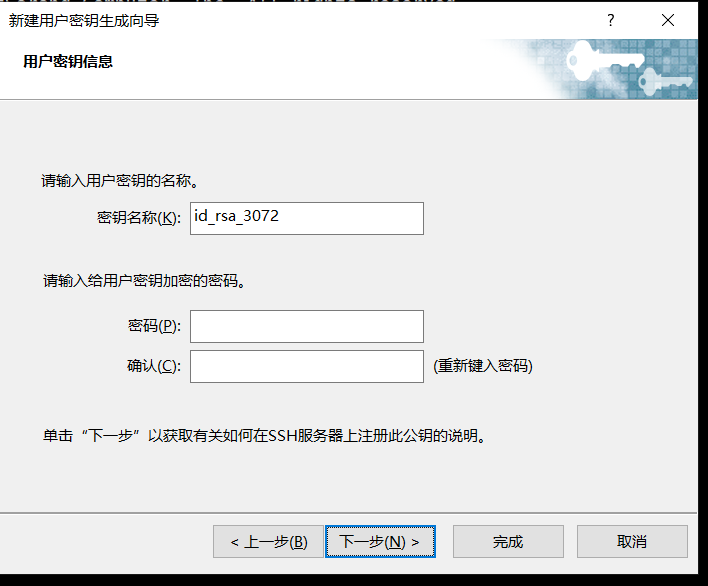 新建用户密钥生成向导
?
用户密钥信息
请输入用户密钥的名称。
密钥名称(K): id_rsa_3072
请输入给用户密钥加密的密码。
密码(P):
确认(C): (重新键入密码)
单击“下一步”以获取有关如何在SSH服务器上注册此公钥的说明。
< 上一步(B) 下一步(N) > 完成 取消